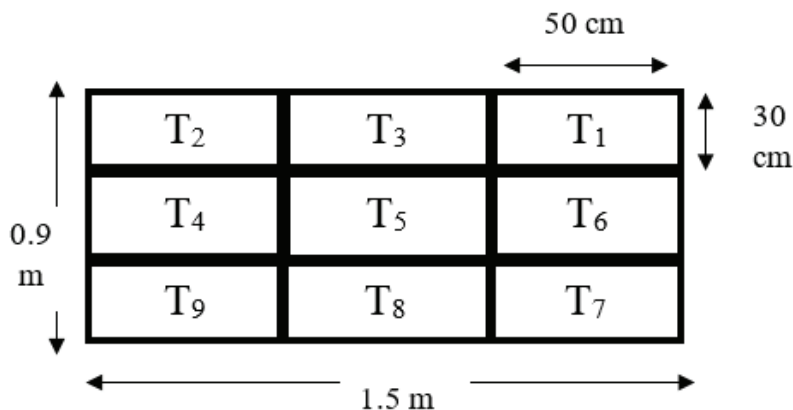 50 cm
T₂ T₃ T₁
30
cm
T₄ T₅ T₆
0.9
m
T₉ T₈ T₇
1.5 m